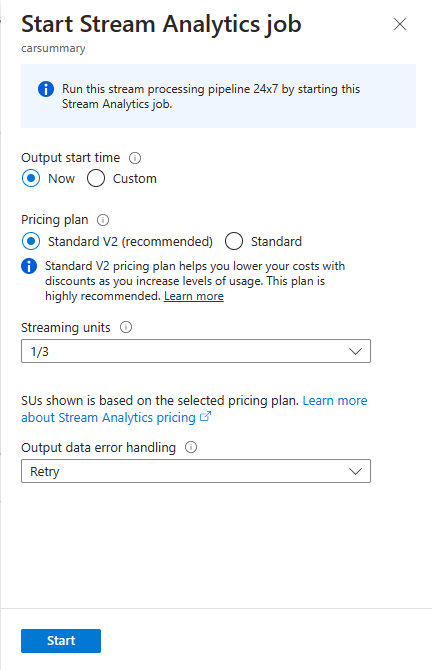 Start Stream Analytics job
carsummary
Run this stream processing pipeline 24x7 by starting this
Stream Analytics job.
Output start time
Now
Custom
Pricing plan
Standard V2 (recommended)
Standard
Standard V2 pricing plan helps you lower your costs with
discounts as you increase levels of usage. This plan is
highly recommended. Learn more
Streaming units
1/3
SUs shown is based on the selected pricing plan. Learn more
about Stream Analytics pricing
Output data error handling
Retry
Start